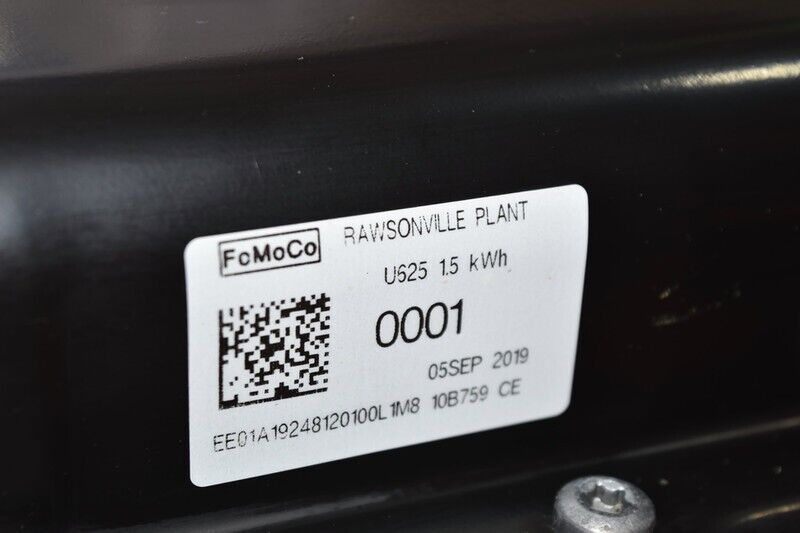 FoMoCo
RAWSONVILLE PLANT
U625 1.5 kWh
0001
05SEP 2019
EE01A19248120100L1M8 10B759 CE